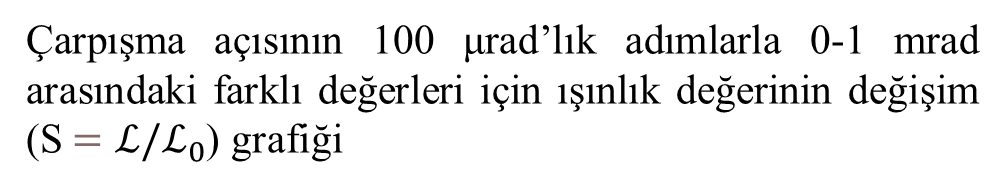 Çarpışma açısının 100 μrad’lık adımlarla 0-1 mrad
arasındaki farklı değerleri için ışınlık değerinin değişim
(S = ℒ/ℒ₀) grafiği